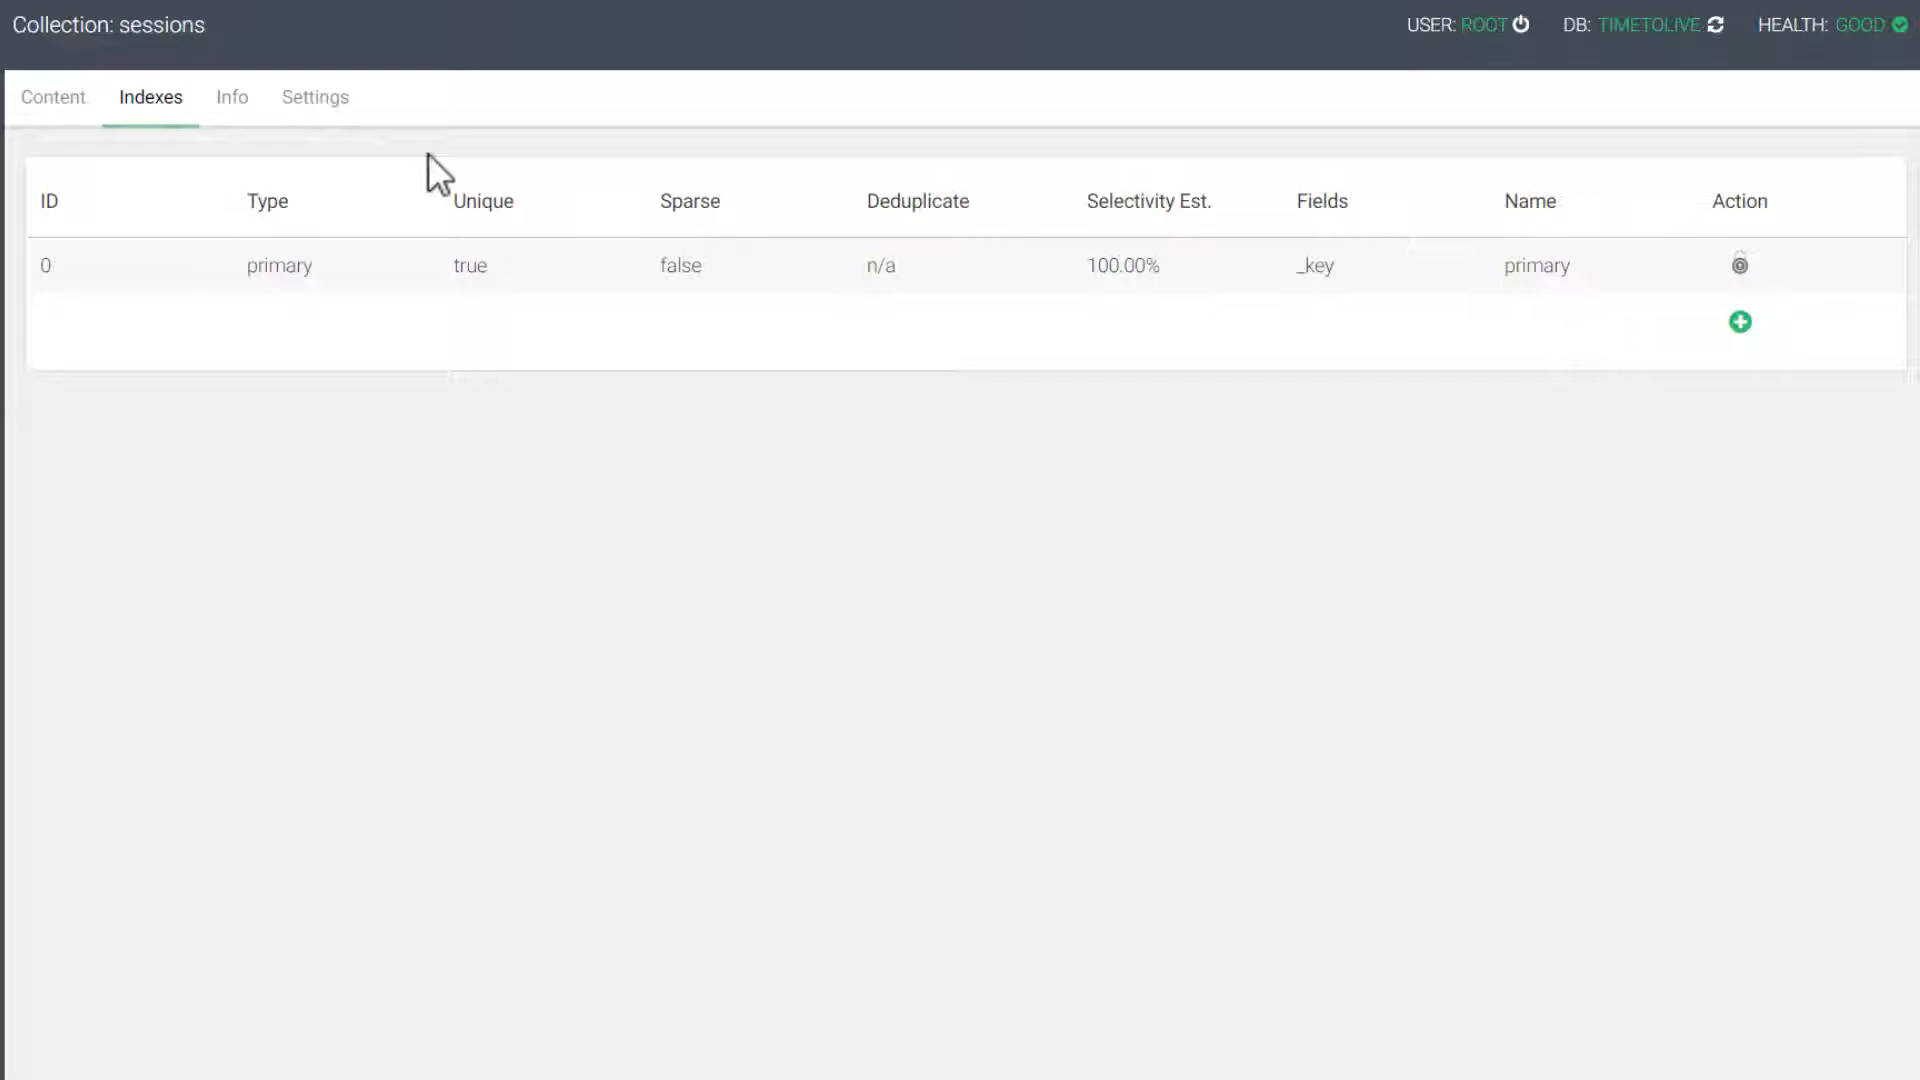 Collection: sessions USER: ROOT DB: TIMETOLIVE HEALTH: GOOD
Content Indexes Info Settings
ID Type Unique Sparse Deduplicate Selectivity Est. Fields Name Action
0 primary true false n/a 100.00% _key primary